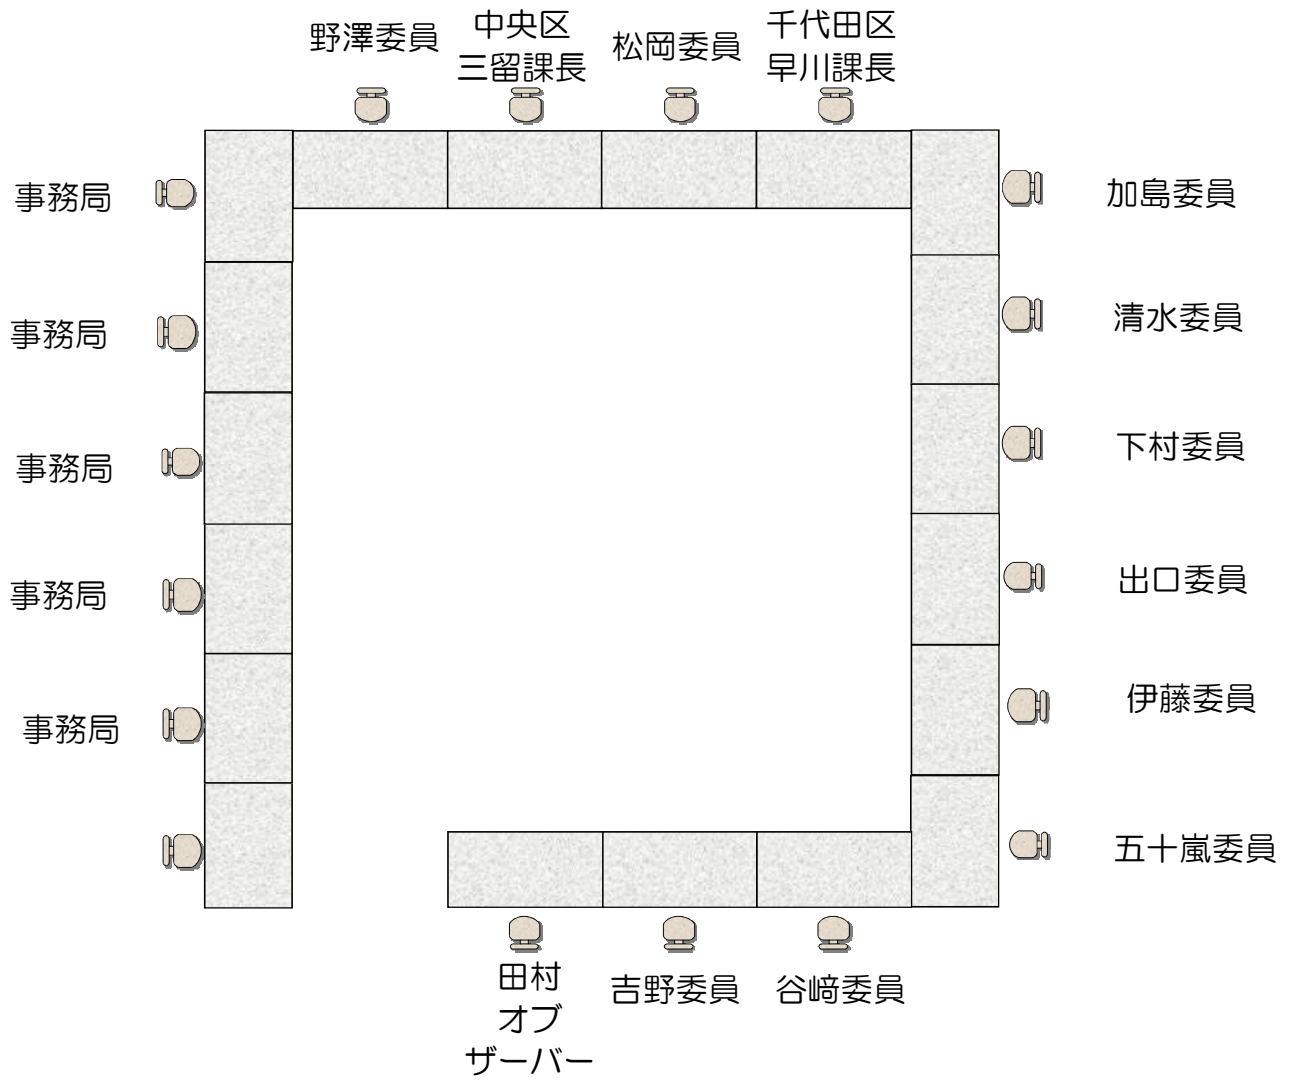 野澤委員
中央区
三留課長
松岡委員
千代田区
早川課長
事務局
加島委員
事務局
清水委員
事務局
下村委員
事務局
出口委員
事務局
伊藤委員
五十嵐委員
田村
オブ
ザーバー
吉野委員
谷﨑委員